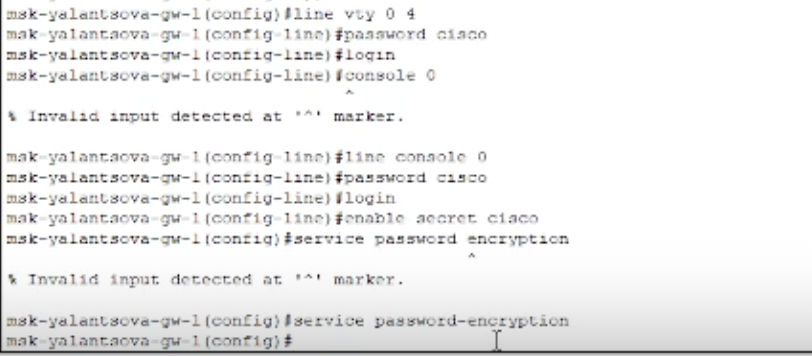 msk-yalantsova-gw-1(config)#line vty 0 4
msk-yalantsova-gw-1(config-line)#password cisco
msk-yalantsova-gw-1(config-line)#login
msk-yalantsova-gw-1(config-line)#console 0
^
% Invalid input detected at '^' marker.
msk-yalantsova-gw-1(config-line)#line console 0
msk-yalantsova-gw-1(config-line)#password cisco
msk-yalantsova-gw-1(config-line)#login
msk-yalantsova-gw-1(config-line)#enable secret cisco
msk-yalantsova-gw-1(config)#service password encryption
^
% Invalid input detected at '^' marker.
msk-yalantsova-gw-1(config)#service password-encryption
msk-yalantsova-gw-1(config)#